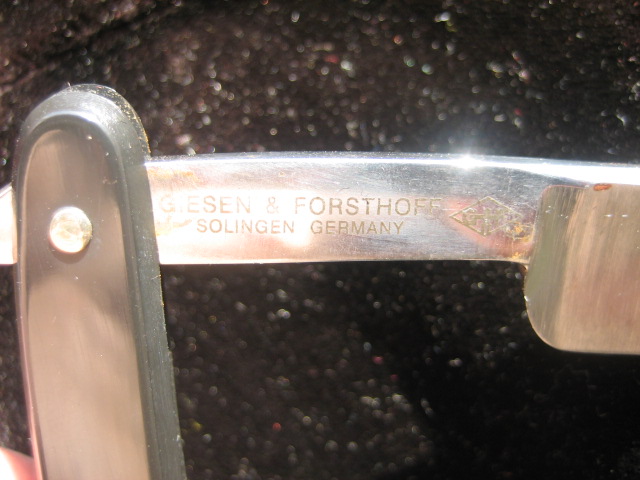 GIESEN & FORSTHOFF
SOLINGEN GERMANY